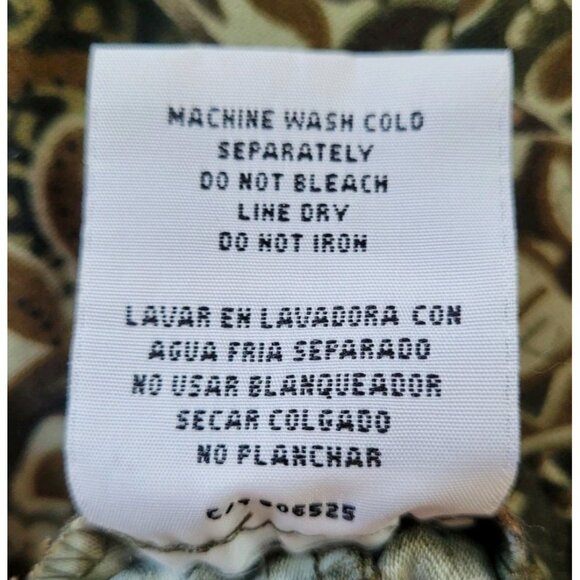 MACHINE WASH COLD
SEPARATELY
DO NOT BLEACH
LINE DRY
DO NOT IRON
LAVAR EN LAVADORA CON
AGUA FRIA SEPARADO
NO USAR BLANQUEADOR
SECAR COLGADO
NO PLANCHAR